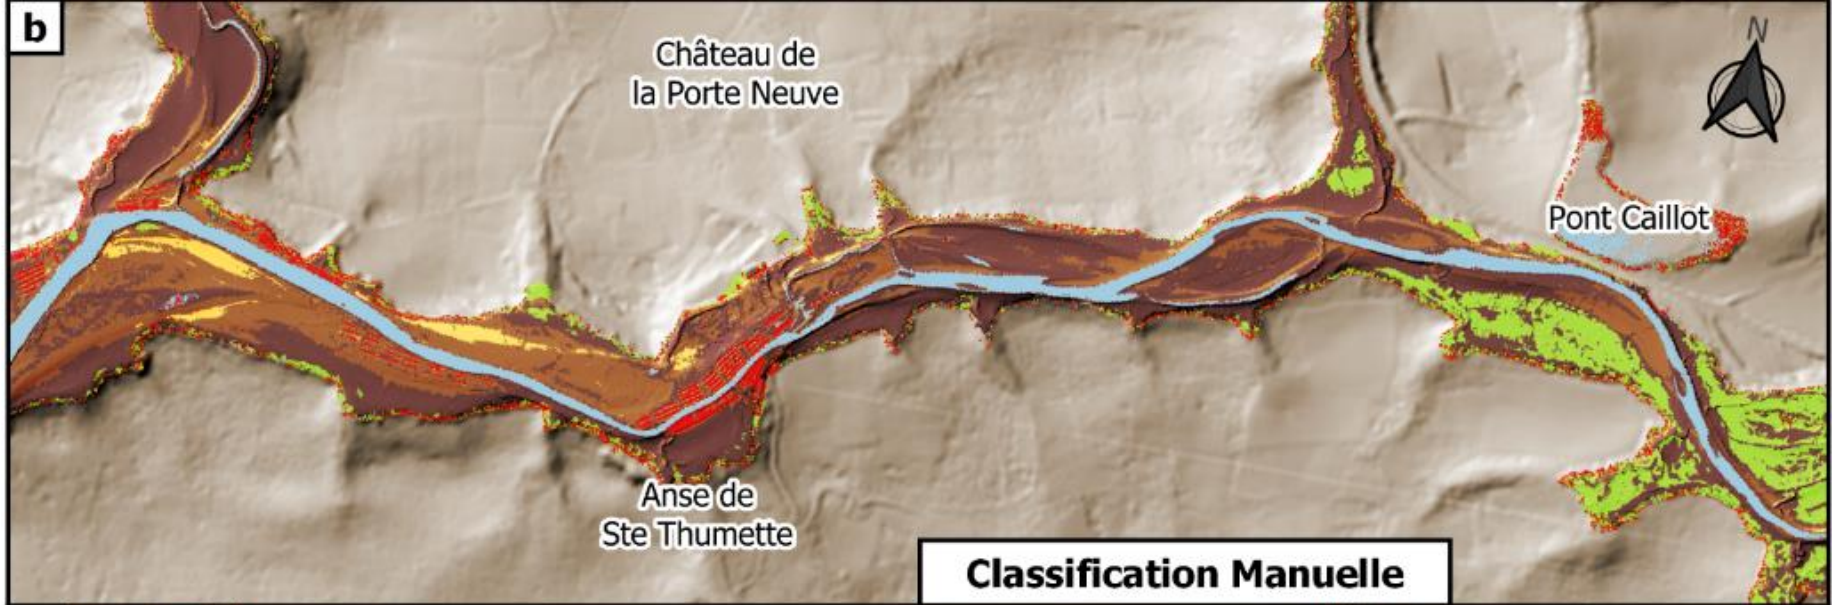 b
N
Château de
la Porte Neuve
Pont Caillot
Anse de
Ste Thumette
Classification Manuelle